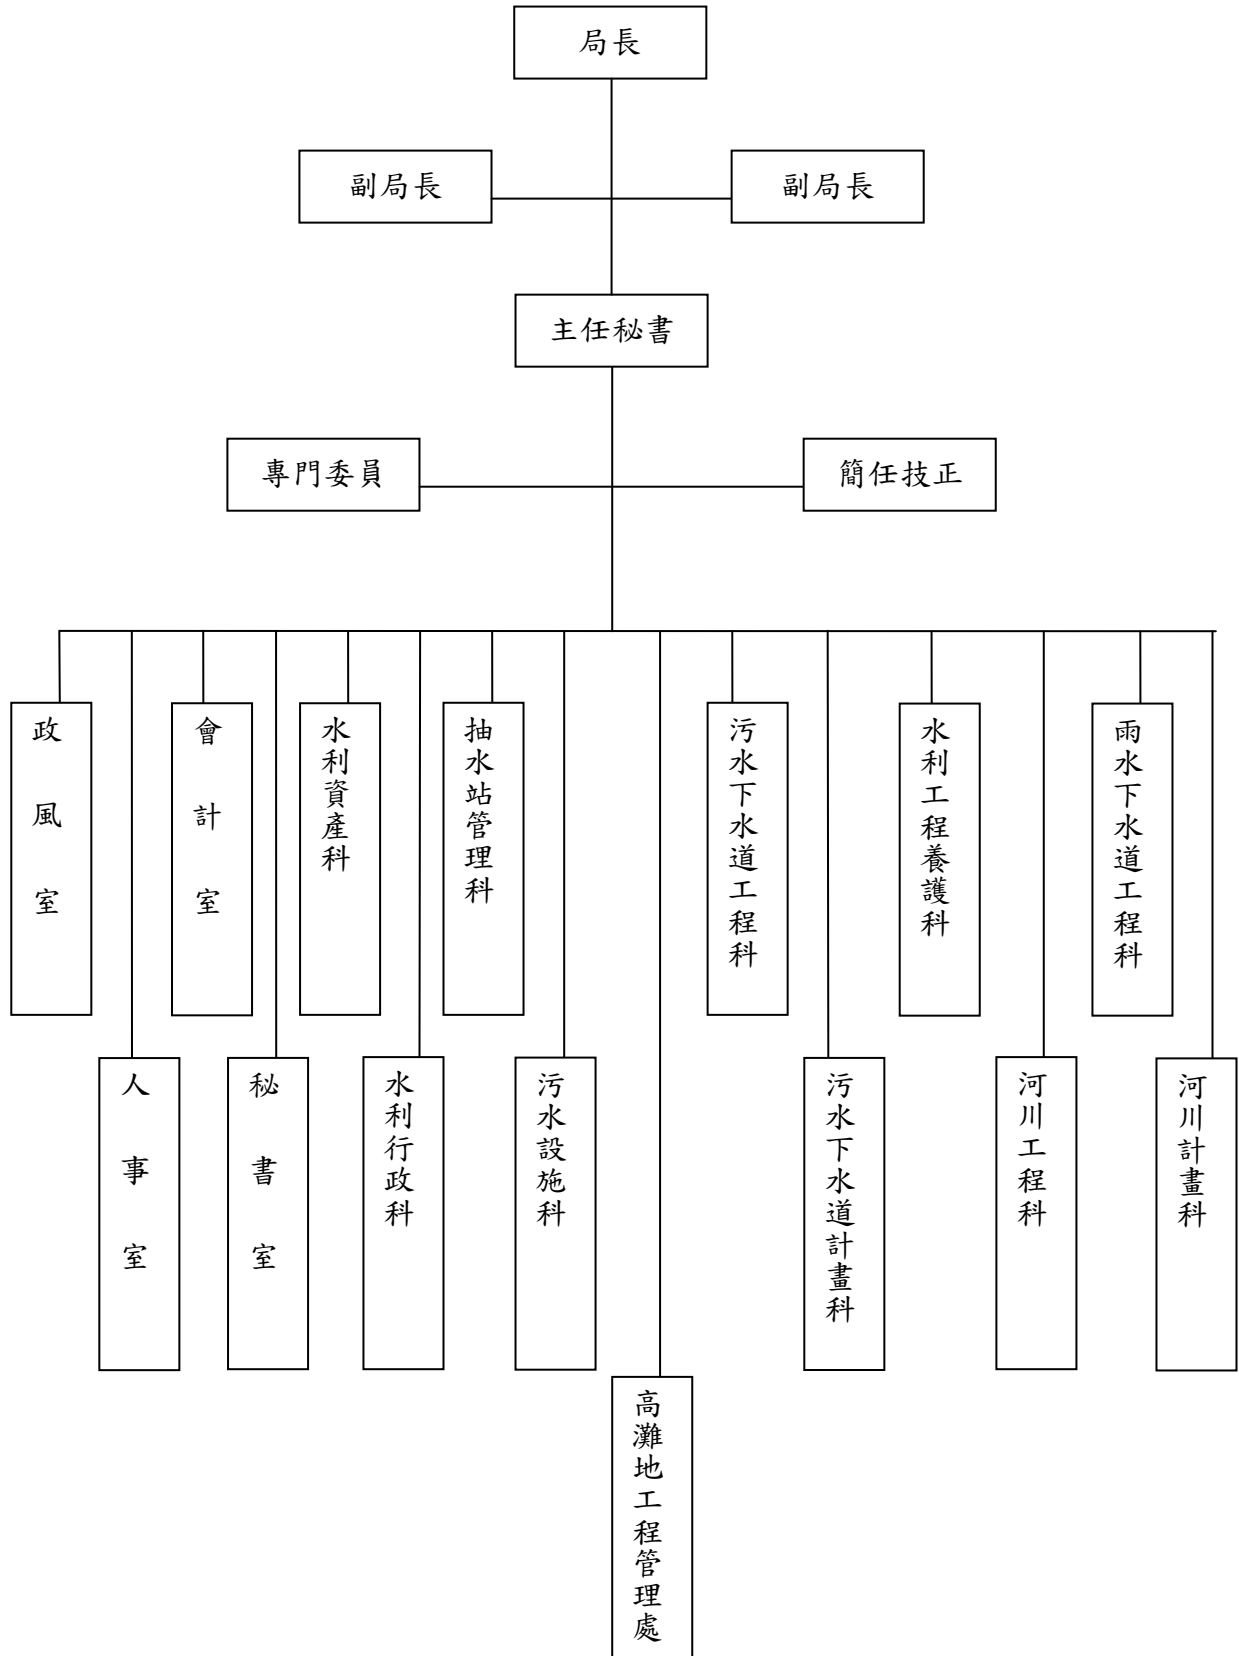 局長
副局長
副局長
主任秘書
專門委員
簡任技正
政風室
會計室
水利資產科
抽水站管理科
污水下水道工程科
水利工程養護科
雨水下水道工程科
人事室
秘書室
水利行政科
污水設施科
污水下水道計畫科
河川工程科
河川計畫科
高灘地工程管理處